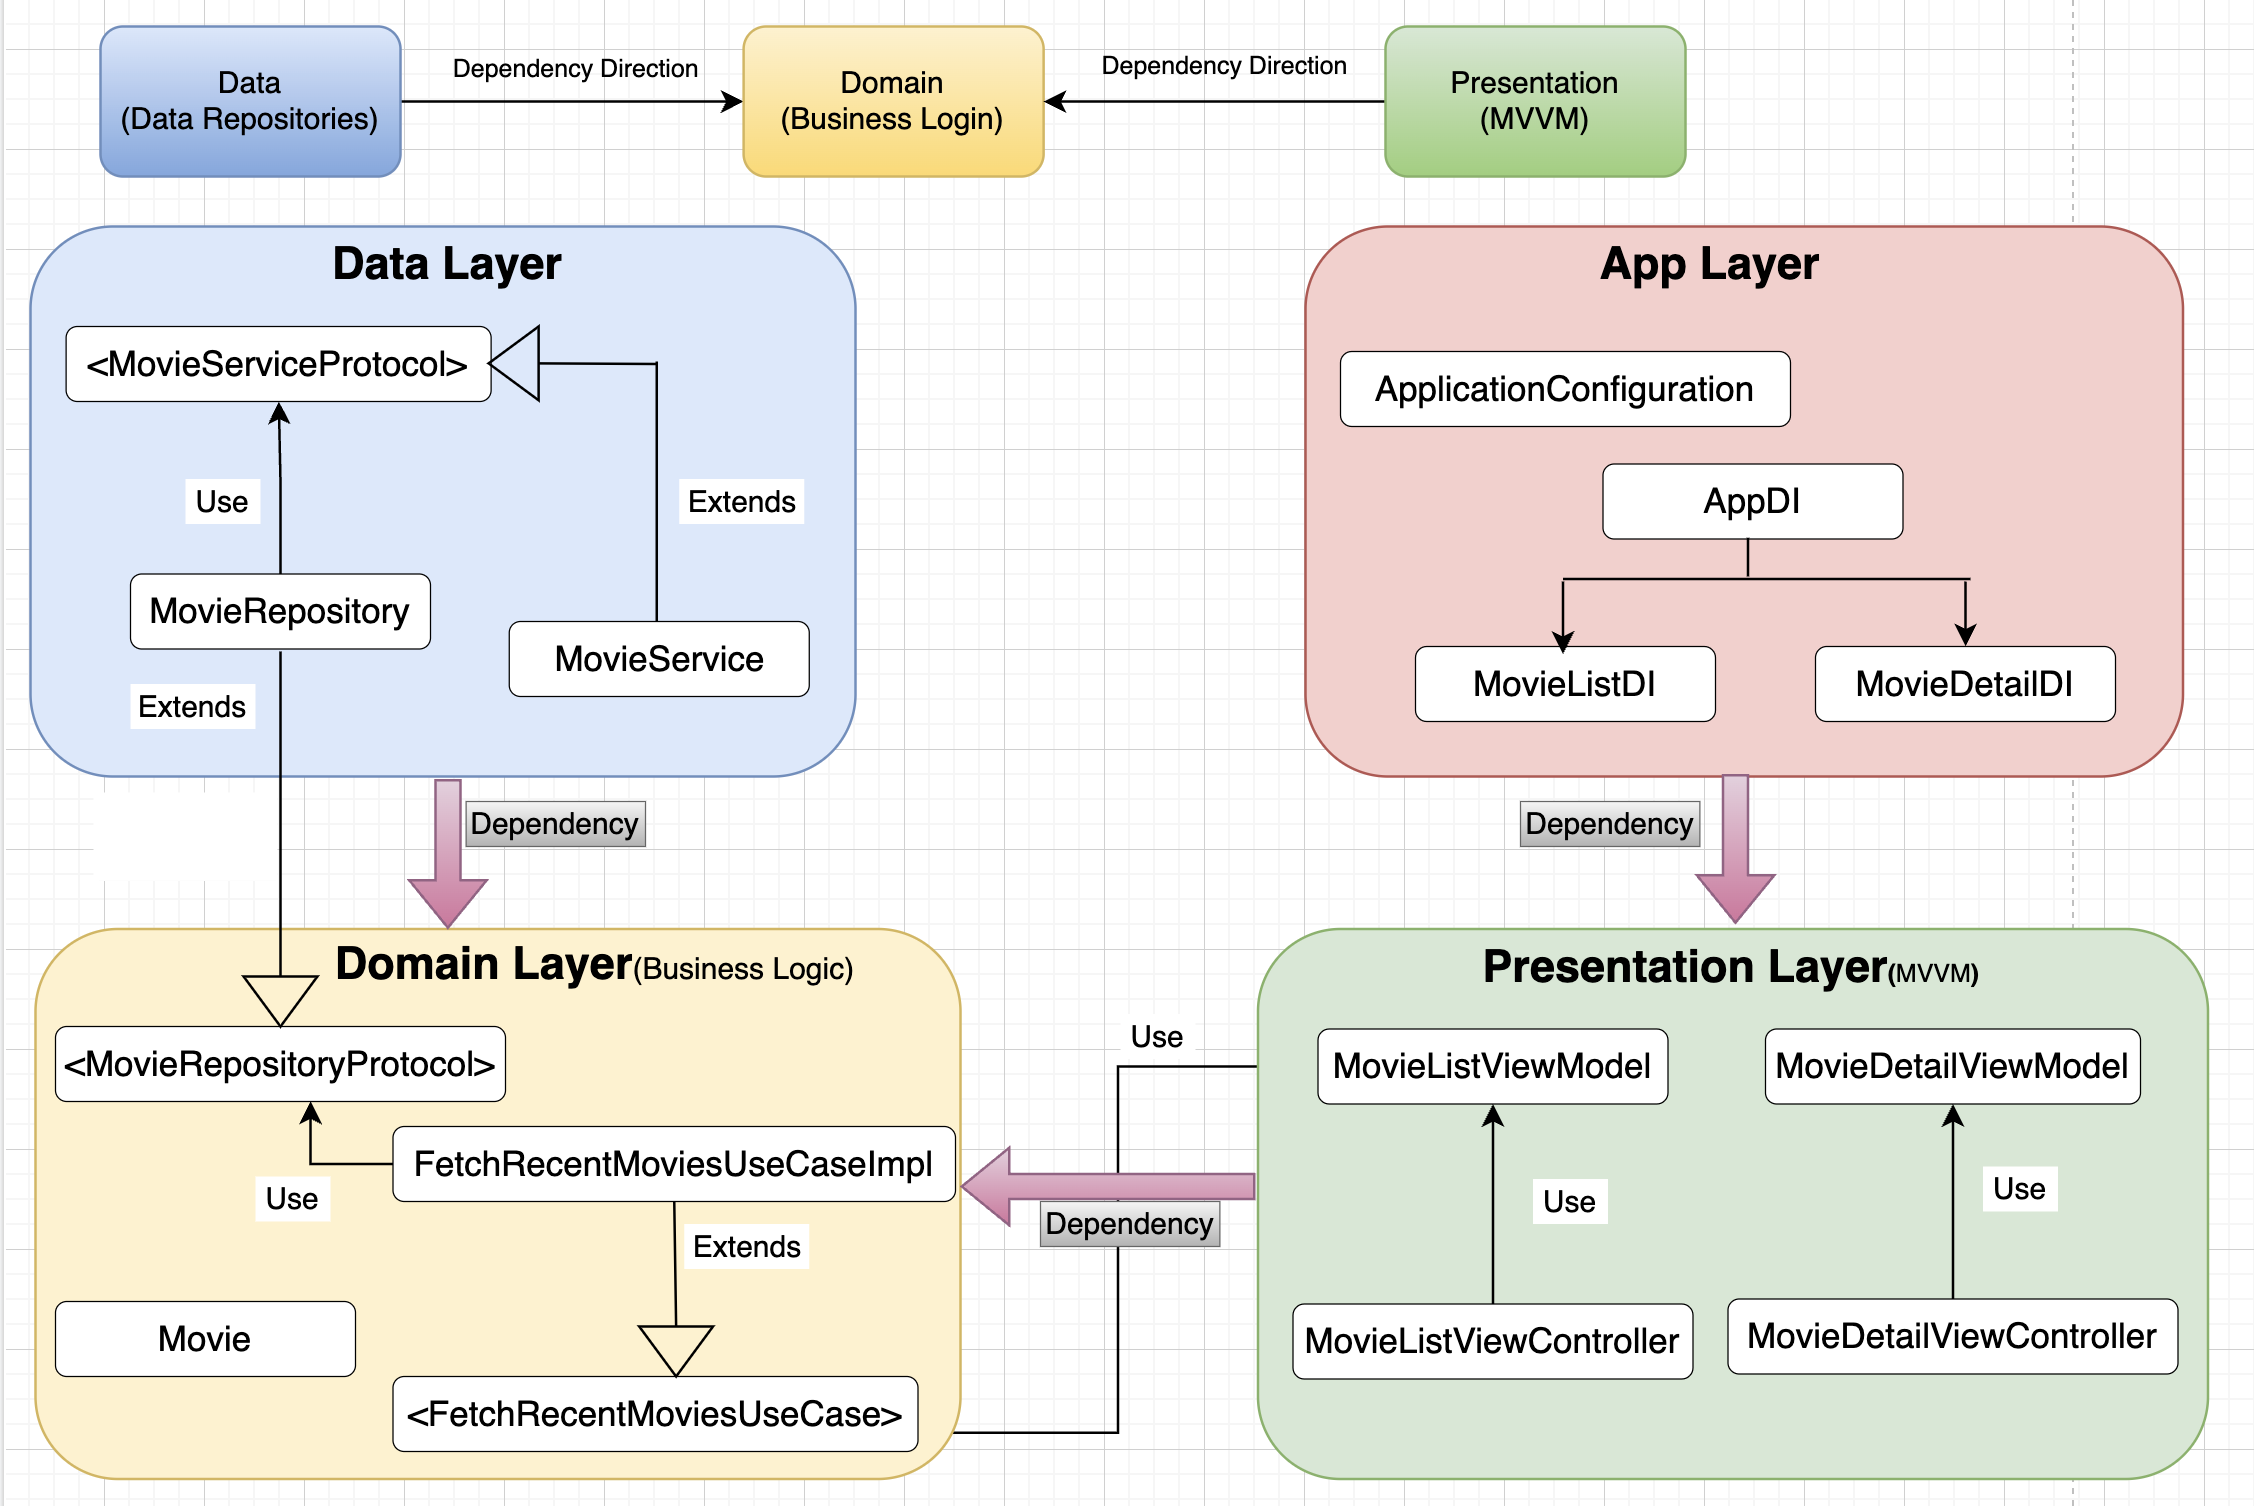 Data
(Data Repositories)
Dependency Direction
Domain
(Business Login)
Dependency Direction
Presentation
(MVVM)
Data Layer
<MovieServiceProtocol>
Use
Extends
MovieRepository
MovieService
Extends
App Layer
ApplicationConfiguration
AppDI
MovieListDI
MovieDetailDI
Dependency
Dependency
Domain Layer(Business Logic)
<MovieRepositoryProtocol>
FetchRecentMoviesUseCaseImpl
Use
Extends
Movie
<FetchRecentMoviesUseCase>
Use
Dependency
Presentation Layer(MVVM)
MovieListViewModel
MovieDetailViewModel
Use
Use
MovieListViewController
MovieDetailViewController